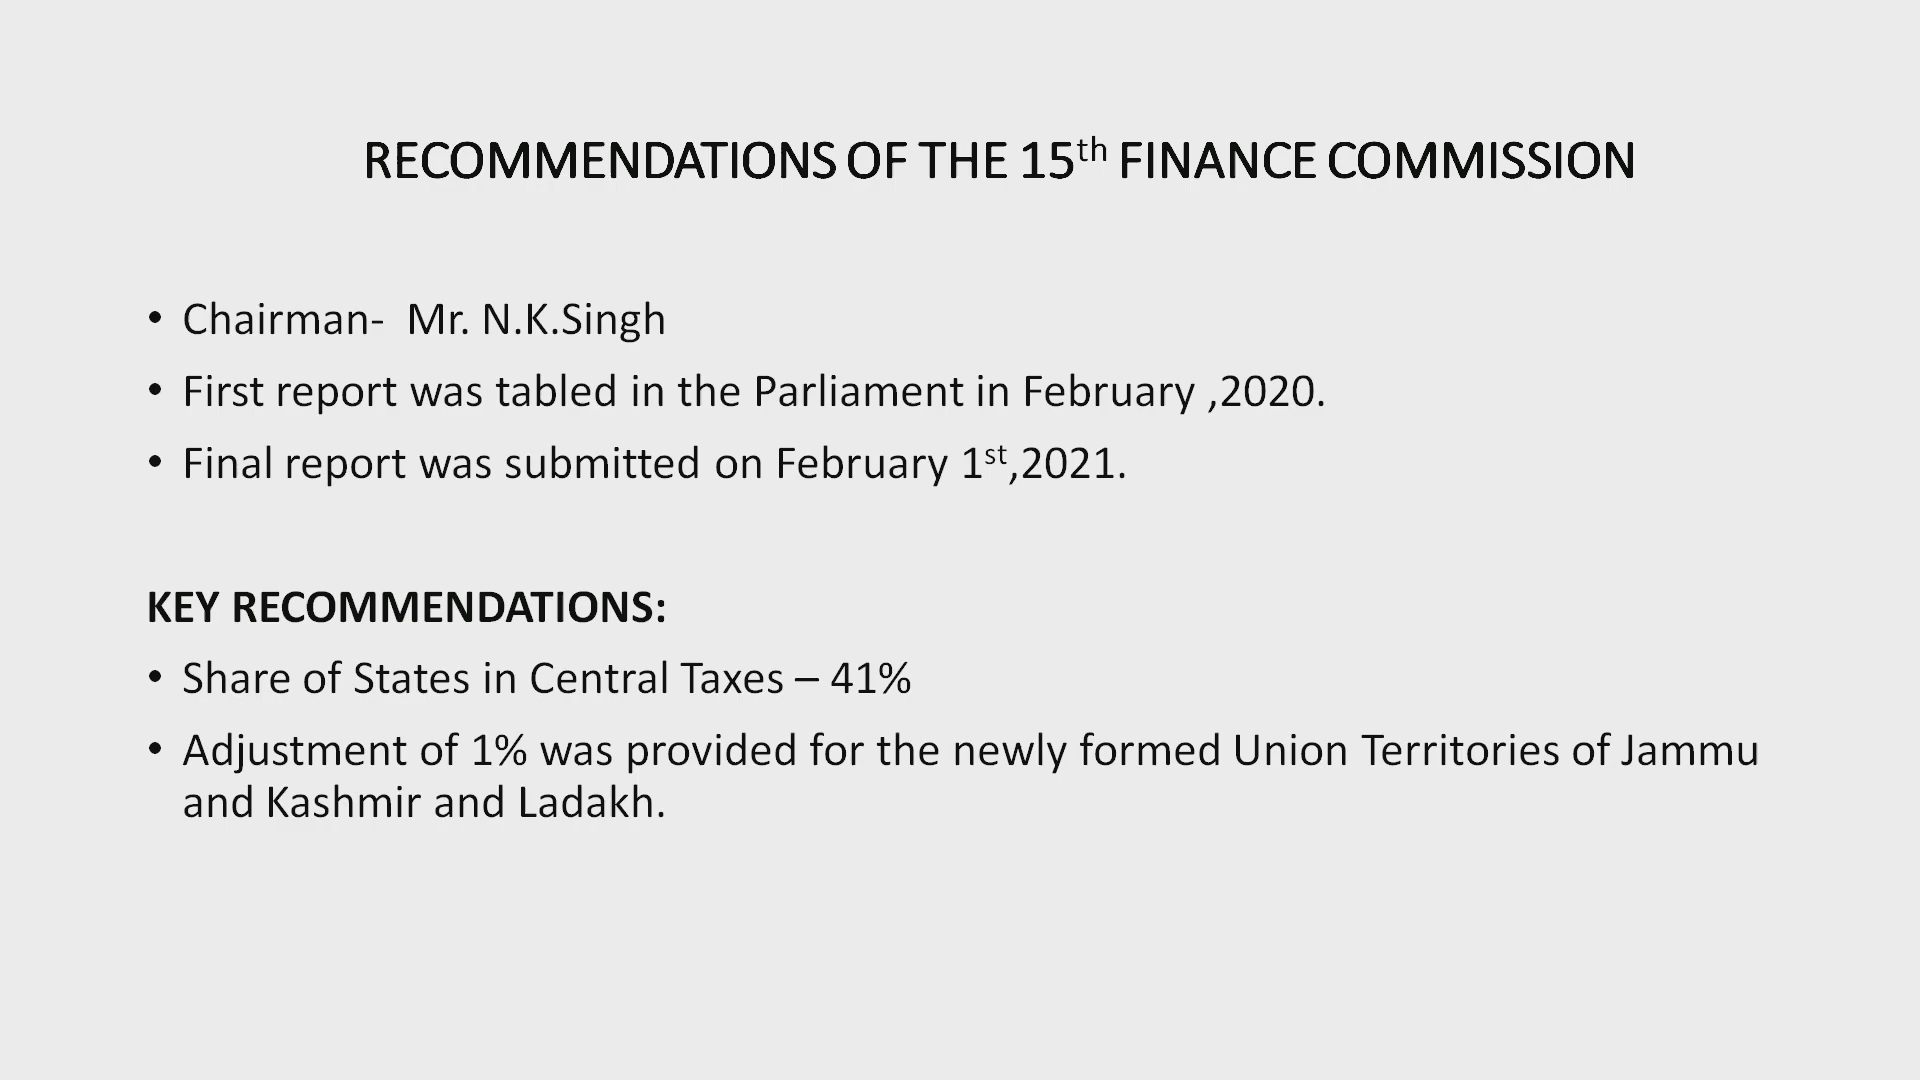 RECOMMENDATIONS OF THE 15th FINANCE COMMISSION
• Chairman-  Mr. N.K.Singh
• First report was tabled in the Parliament in February ,2020.
• Final report was submitted on February 1st,2021.
KEY RECOMMENDATIONS:
• Share of States in Central Taxes – 41%
• Adjustment of 1% was provided for the newly formed Union Territories of Jammu
and Kashmir and Ladakh.